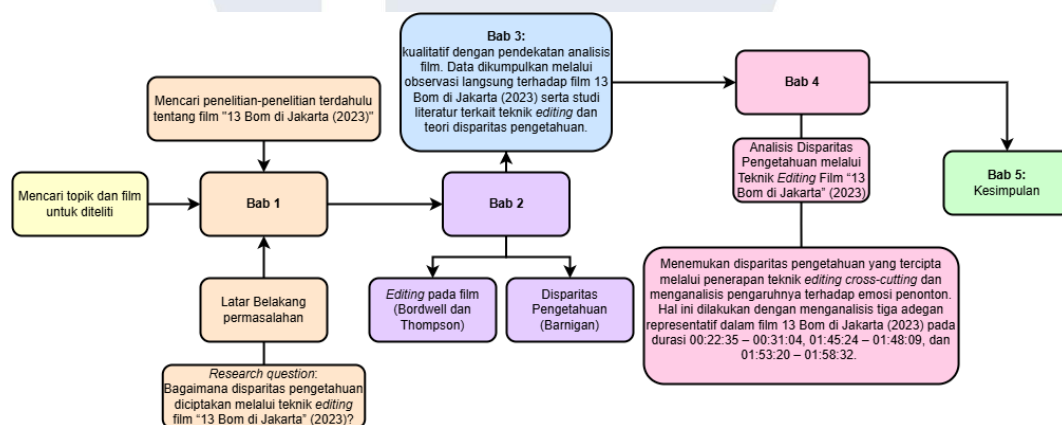 Mencari topik dan film
untuk diteliti
Mencari penelitian-penelitian terdahulu
tentang film "13 Bom di Jakarta (2023)"
Bab 1
Latar Belakang
permasalahan
Research question:
Bagaimana disparitas pengetahuan
diciptakan melalui teknik editing
film “13 Bom di Jakarta” (2023)?
Bab 2
Editing pada film
(Bordwell dan
Thompson)
Disparitas
Pengetahuan
(Barnigan)
Bab 3:
kualitatif dengan pendekatan analisis
film. Data dikumpulkan melalui
observasi langsung terhadap film 13
Bom di Jakarta (2023) serta studi
literatur terkait teknik editing dan
teori disparitas pengetahuan.
Bab 4
Analisis Disparitas
Pengetahuan melalui
Teknik Editing Film “13
Bom di Jakarta” (2023)
Menemukan disparitas pengetahuan yang tercipta
melalui penerapan teknik editing cross-cutting dan
menganalisis pengaruhnya terhadap emosi penonton.
Hal ini dilakukan dengan menganalisis tiga adegan
representatif dalam film 13 Bom di Jakarta (2023) pada
durasi 00:22:35 – 00:31:04, 01:45:24 – 01:48:09, dan
01:53:20 – 01:58:32.
Bab 5:
Kesimpulan